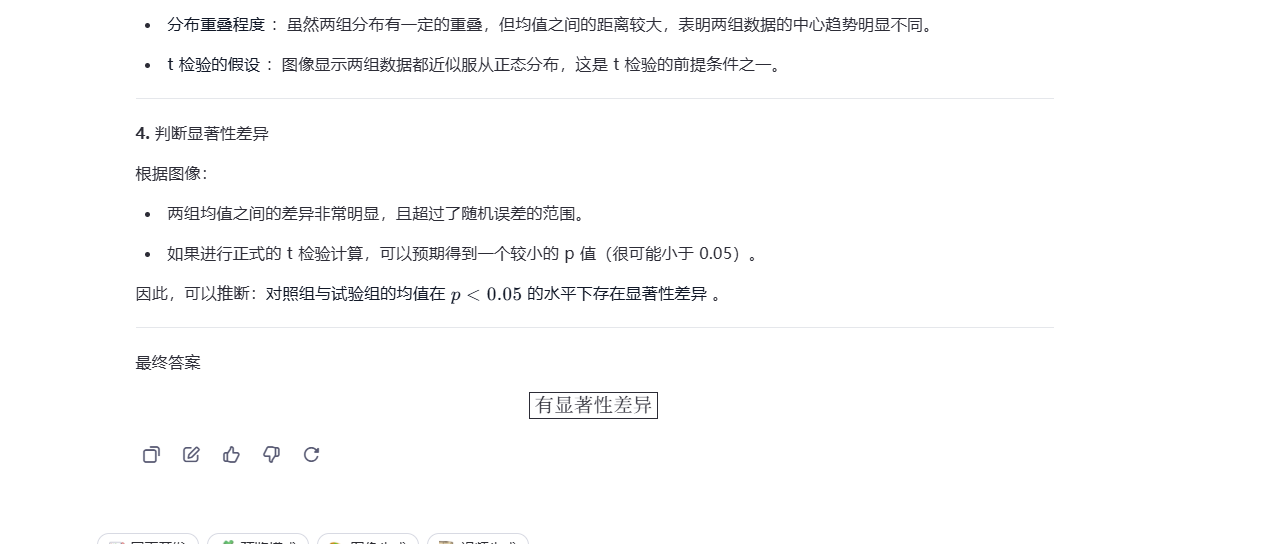 • 分布重叠程度 ：虽然两组分布有一定的重叠，但均值之间的距离较大，表明两组数据的中心趋势明显不同。
• t 检验的假设 ：图像显示两组数据都近似服从正态分布，这是 t 检验的前提条件之一。
4. 判断显著性差异
根据图像：
• 两组均值之间的差异非常明显，且超过了随机误差的范围。
• 如果进行正式的 t 检验计算，可以预期得到一个较小的 p 值（很可能小于 0.05）。
因此，可以推断：对照组与试验组的均值在 p < 0.05 的水平下存在显著性差异 。
最终答案
有显著性差异